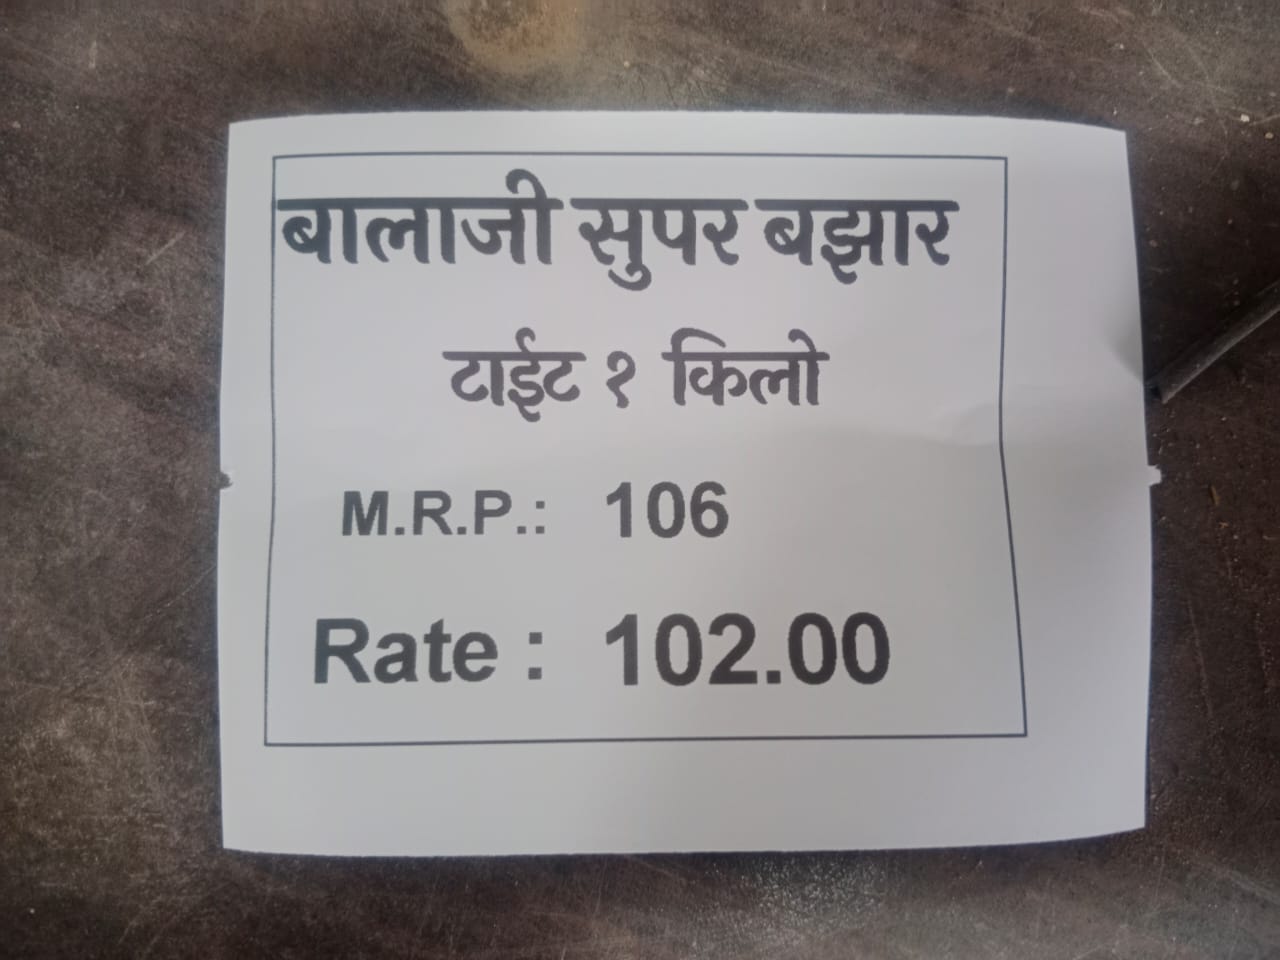 बालाजी सुपर बझार
टाईट १ किलो
M.R.P.: 106
Rate : 102.00